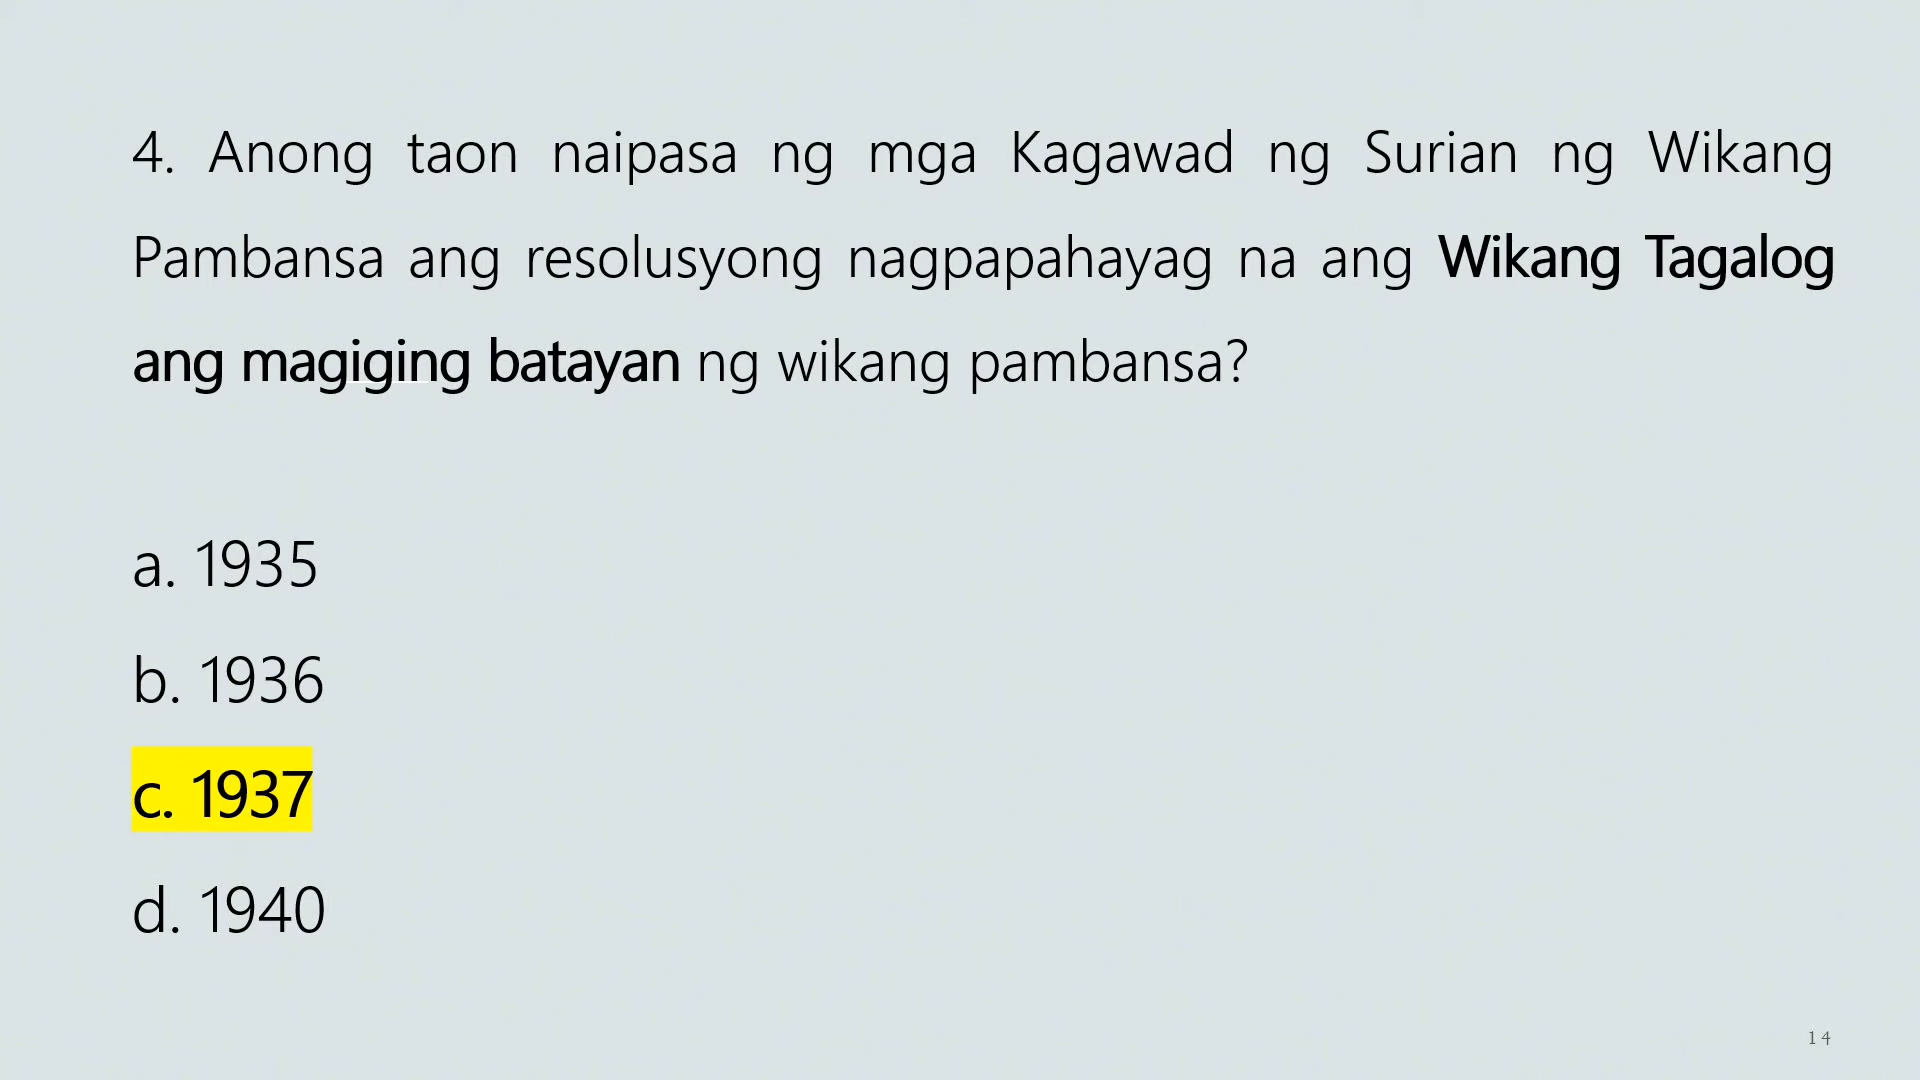 4. Anong taon naipasa ng mga Kagawad ng Surian ng Wikang
Pambansa ang resolusyong nagpapahayag na ang Wikang Tagalog
ang magiging batayan ng wikang pambansa?
a. 1935
b. 1936
c. 1937
d. 1940
14